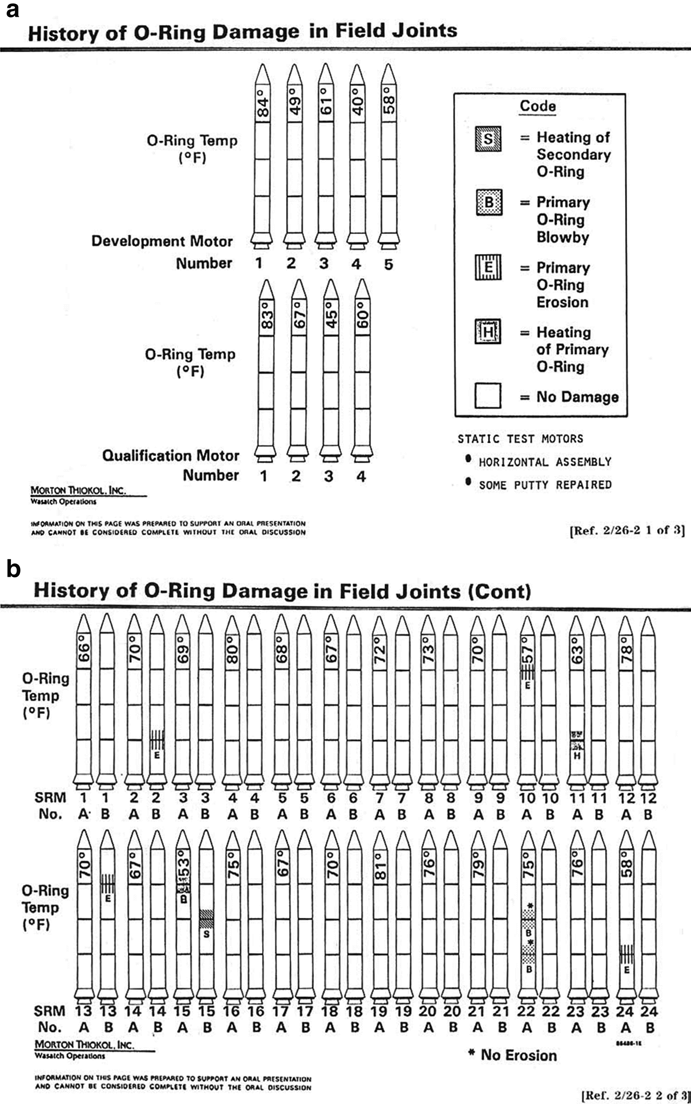 a
History of O-Ring Damage in Field Joints
84° 49° 61° 40° 58°
O-Ring Temp
(°F)
Development Motor
Number 1 2 3 4 5
83° 67° 45° 60°
O-Ring Temp
(°F)
Qualification Motor
Number 1 2 3 4
Code
S = Heating of
Secondary
O-Ring
B = Primary
O-Ring
Blowby
E = Primary
O-Ring
Erosion
H = Heating
of Primary
O-Ring
= No Damage
STATIC TEST MOTORS
• HORIZONTAL ASSEMBLY
• SOME PUTTY REPAIRED
MORTON THIOKOL, INC.
Wasatch Operations
INFORMATION ON THIS PAGE WAS PREPARED TO SUPPORT AN ORAL PRESENTATION
AND CANNOT BE CONSIDERED COMPLETE WITHOUT THE ORAL DISCUSSION
[Ref. 2/26-2 1 of 3]
b
History of O-Ring Damage in Field Joints (Cont)
66° 70° 69° 80° 68° 67° 72° 73° 70° 57° 63° 78°
O-Ring
Temp
(°F)
E
E
H
SRM 1 1 2 2 3 3 4 4 5 5 6 6 7 7 8 8 9 9 10 10 11 11 12 12
No. A B A B A B A B A B A B A B A B A B A B A B A B
70° 67° 53° 75° 67° 70° 81° 76° 79° 75° 76° 58°
O-Ring
Temp
(°F)
E
S
*
B
*
B
E
SRM 13 13 14 14 15 15 16 16 17 17 18 18 19 19 20 20 21 21 22 22 23 23 24 24
No. A B A B A B A B A B A B A B A B A B A B A B A B
MORTON THIOKOL, INC.
Wasatch Operations
* No Erosion
INFORMATION ON THIS PAGE WAS PREPARED TO SUPPORT AN ORAL PRESENTATION
AND CANNOT BE CONSIDERED COMPLETE WITHOUT THE ORAL DISCUSSION
[Ref. 2/26-2 2 of 3]